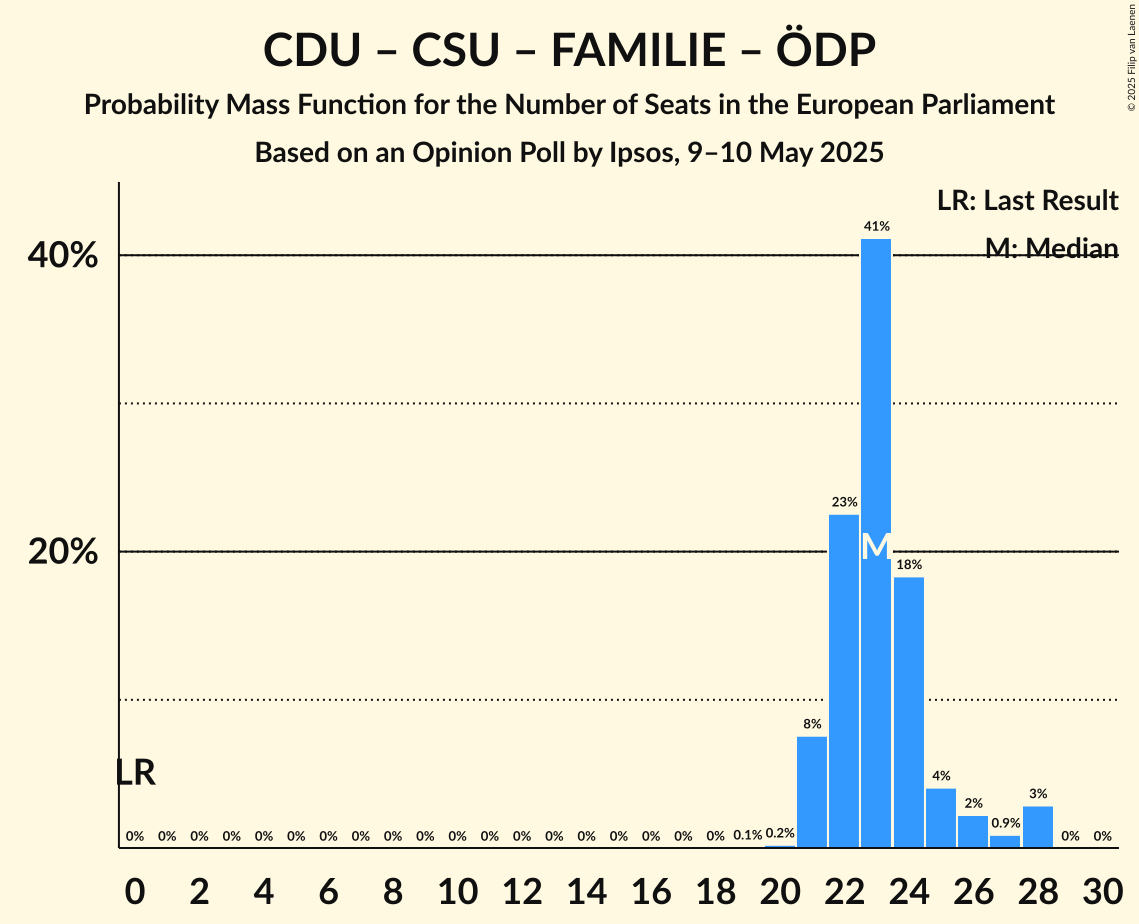 CDU – CSU – FAMILIE – ÖDP
Probability Mass Function for the Number of Seats in the European Parliament
Based on an Opinion Poll by Ipsos, 9–10 May 2025
© 2025 Filip van Laenen
LR: Last Result
M: Median
41%
40%
23%
20%
M
18%
8%
LR
4%
3%
2%
0.9%
0% 0% 0% 0% 0% 0% 0% 0% 0% 0% 0% 0% 0% 0% 0% 0% 0% 0% 0% 0.1% 0.2% 0% 0%
0 2 4 6 8 10 12 14 16 18 20 22 24 26 28 30